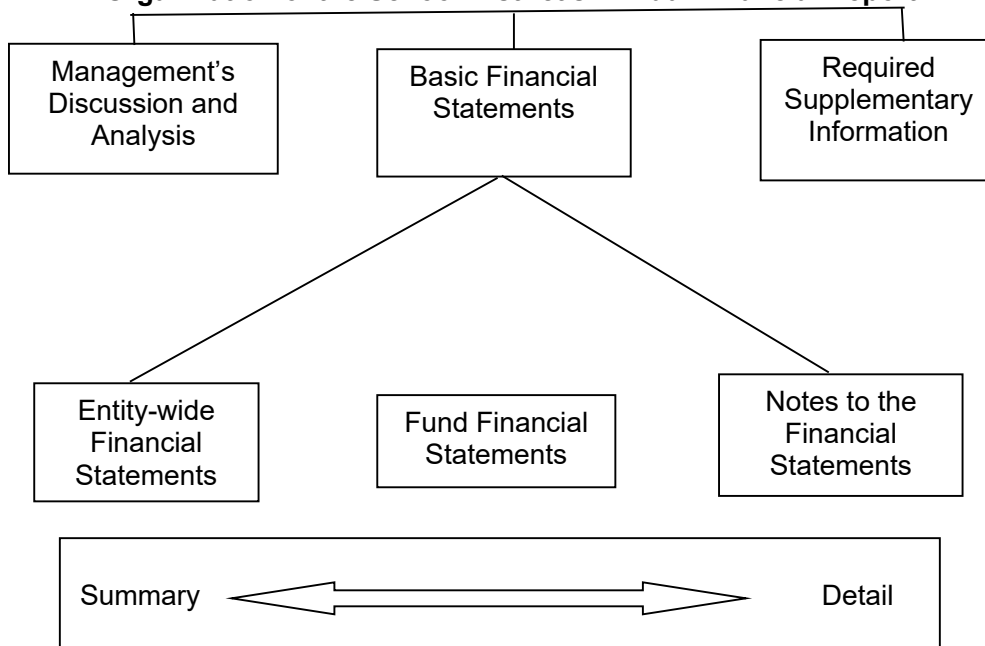 Management’s
Discussion and
Analysis
Basic Financial
Statements
Required
Supplementary
Information
Entity-wide
Financial
Statements
Fund Financial
Statements
Notes to the
Financial
Statements
Summary
Detail